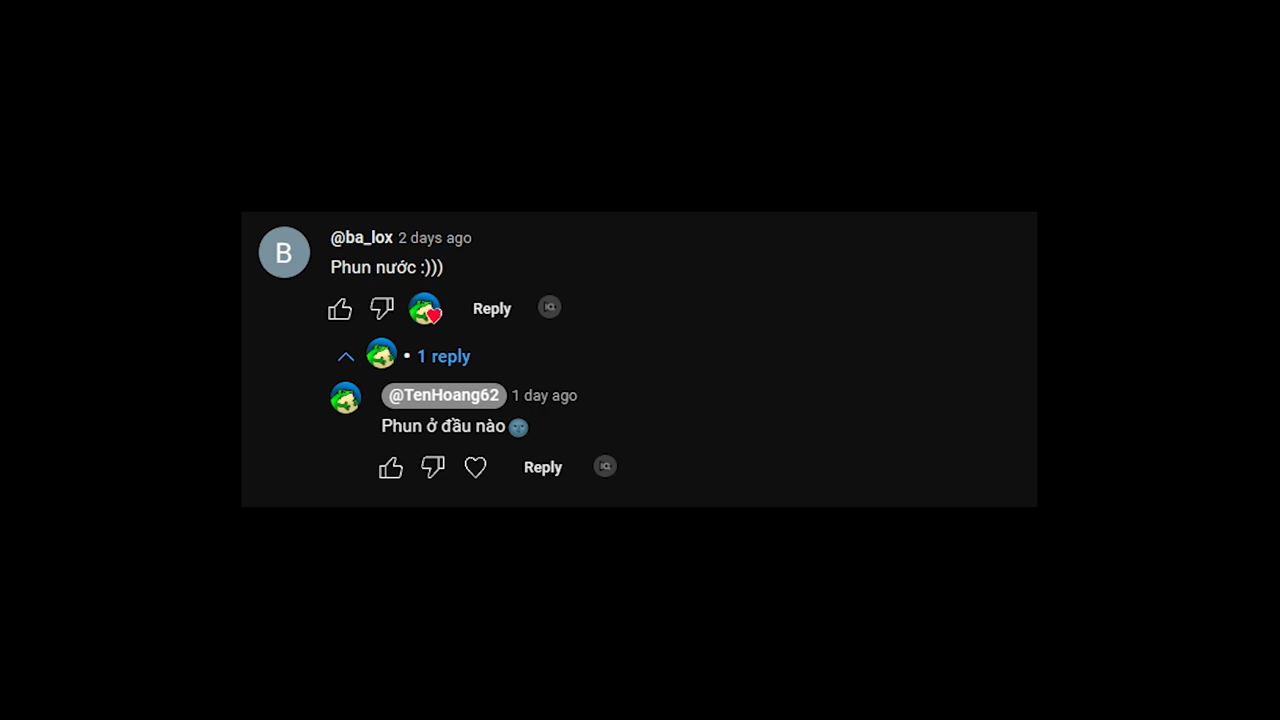 B
@ba_lox 2 days ago
Phun nước :)))
Reply
• 1 reply
@TenHoang62 1 day ago
Phun ở đầu nào
Reply